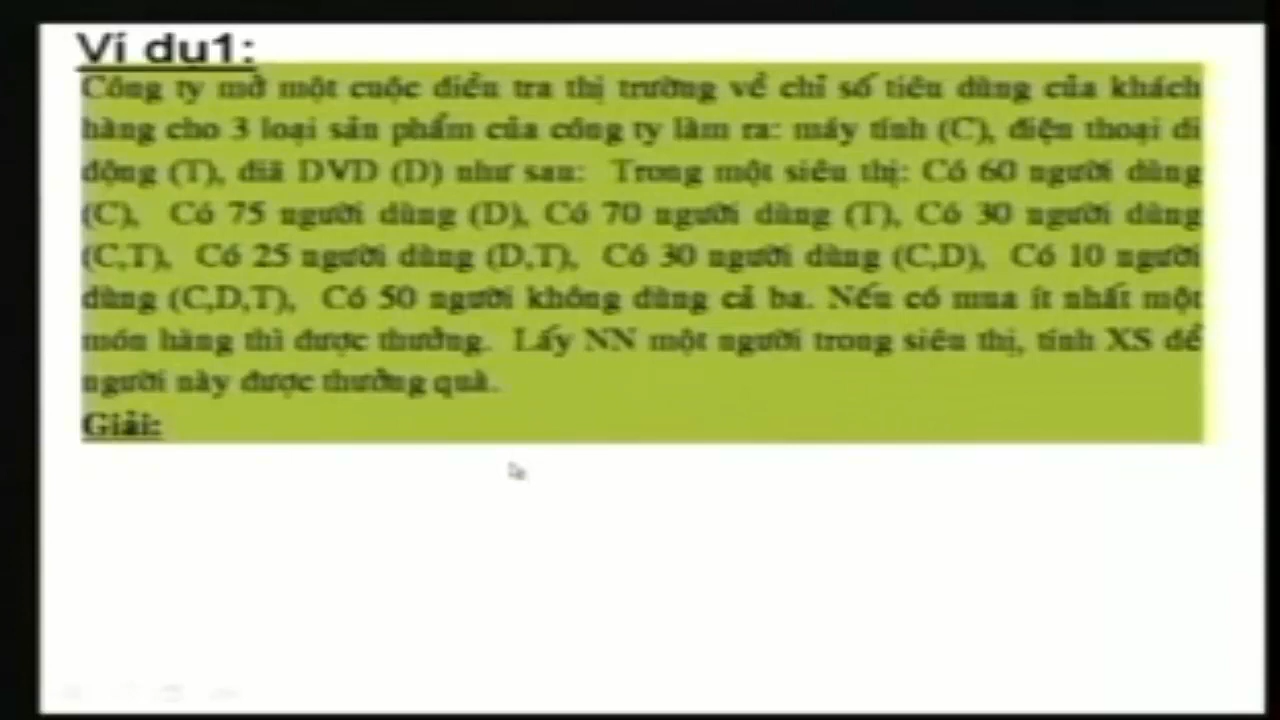 Ví dụ1:
Công ty mở một cuộc điều tra thị trường về chỉ số tiêu dùng của khách
hàng cho 3 loại sản phẩm của công ty làm ra: máy tính (C), điện thoại di
động (T), đĩa DVD (D) như sau: Trong một siêu thị: Có 60 người dùng
(C), Có 75 người dùng (D), Có 70 người dùng (T), Có 30 người dùng
(C,T), Có 25 người dùng (D,T), Có 30 người dùng (C,D), Có 10 người
dùng (C,D,T), Có 50 người không dùng cả ba. Nếu có mua ít nhất một
món hàng thì được thưởng. Lấy NN một người trong siêu thị, tính XS để
người này được thưởng quà.
Giải: